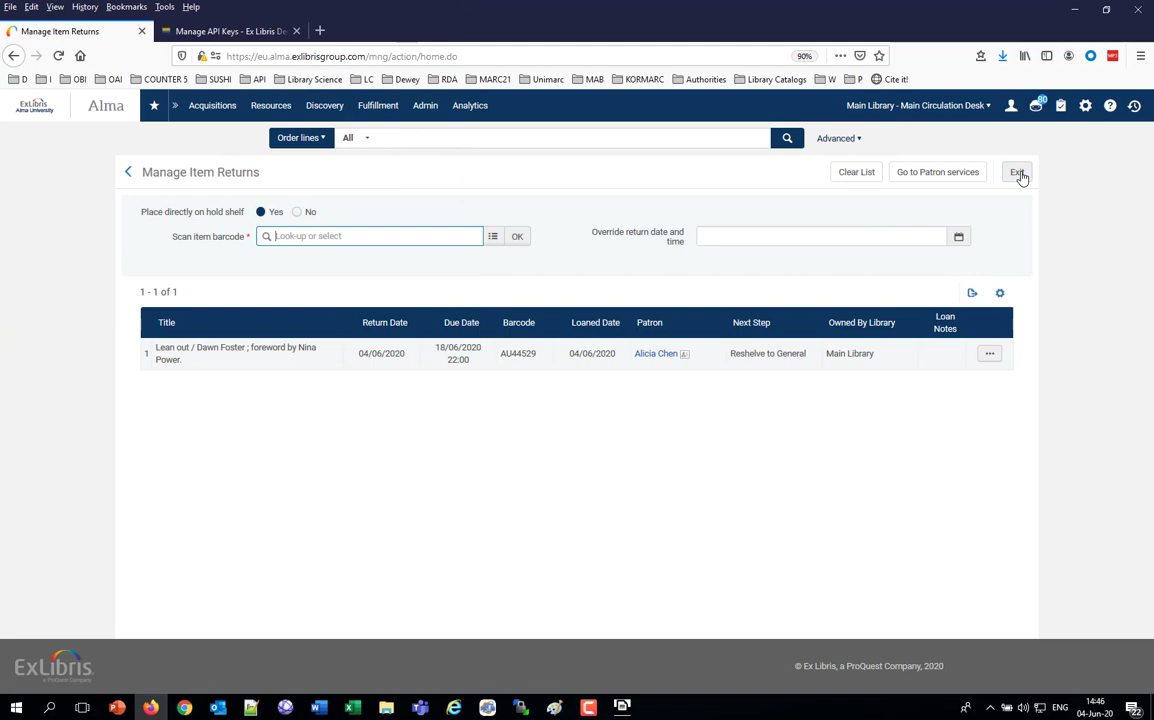 File Edit View History Bookmarks Tools Help
Manage Item Returns
Manage API Keys - Ex Libris De
https://eu.alma.exlibrisgroup.com/mng/action/home.do
90%
D I OBI OAI COUNTER 5 SUSHI API Library Science LC Dewey RDA MARC21 Unimarc MAB KORMARC Authorities Library Catalogs W P Cite it!
ExLibris
Alma University
Alma
Acquisitions Resources Discovery Fulfillment Admin Analytics
Main Library - Main Circulation Desk
80
Order lines All Advanced
Manage Item Returns
Clear List Go to Patron services Exit
Place directly on hold shelf Yes No
Scan item barcode * Look-up or select OK
Override return date and
time
1 - 1 of 1
Title Return Date Due Date Barcode Loaned Date Patron Next Step Owned By Library Loan
Notes
1 Lean out / Dawn Foster ; foreword by Nina
Power. 04/06/2020 18/06/2020
22:00 AU44529 04/06/2020 Alicia Chen Reshelve to General Main Library
ExLibris
a ProQuest Company
© Ex Libris, a ProQuest Company, 2020
ENG
14:46
04-Jun-20
22